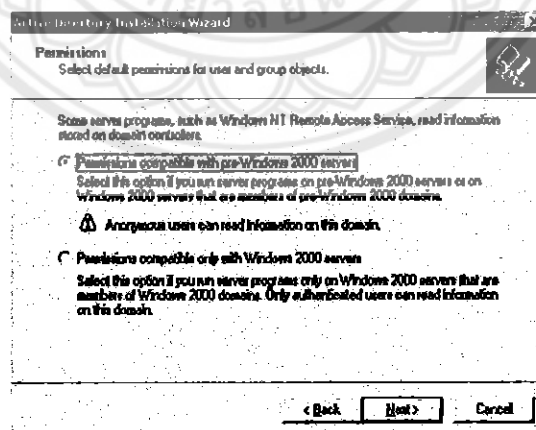 Active Directory Installation Wizard
Permissions
Select default permissions for user and group objects.
Some server programs, such as Windows NT Remote Access Service, read information
stored on domain controllers.
Permissions compatible with pre-Windows 2000 servers
Select this option if you run server programs on pre-Windows 2000 servers or on
Windows 2000 servers that are members of pre-Windows 2000 domains.
Anonymous users can read information on this domain.
Permissions compatible only with Windows 2000 servers
Select this option if you run server programs only on Windows 2000 servers that are
members of Windows 2000 domains. Only authenticated users can read information
on this domain.
< Back Next > Cancel